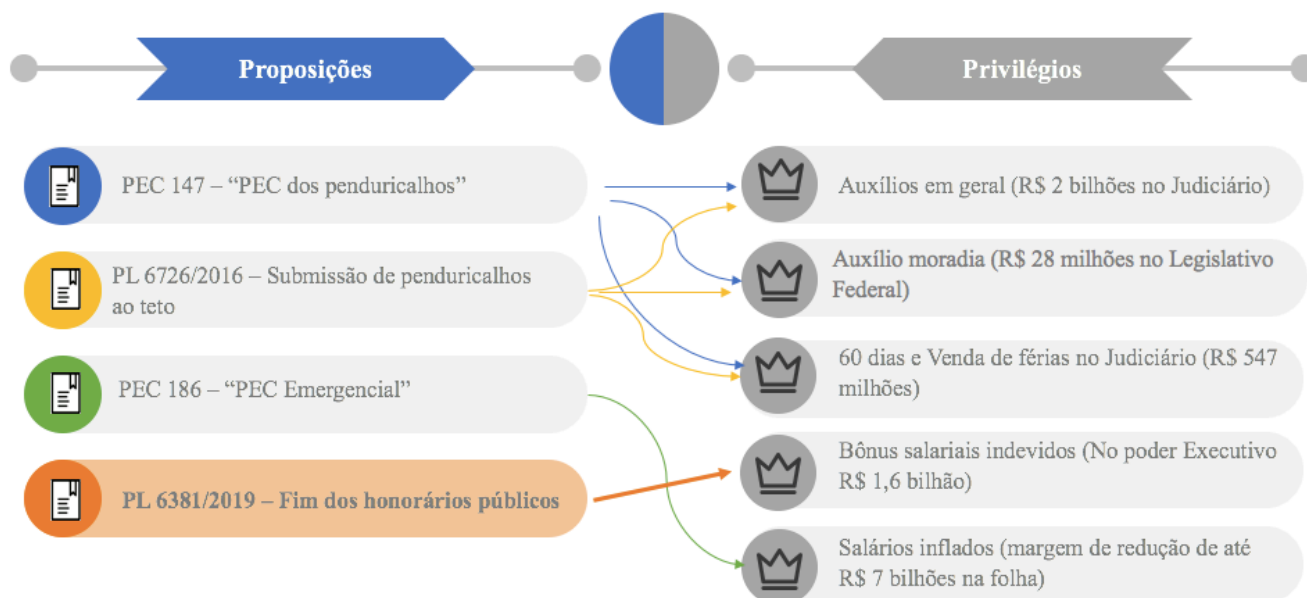 Proposições
Privilégios
PEC 147 – “PEC dos penduricalhos”
PL 6726/2016 – Submissão de penduricalhos
ao teto
PEC 186 – “PEC Emergencial”
PL 6381/2019 – Fim dos honorários públicos
Auxílios em geral (R$ 2 bilhões no Judiciário)
Auxílio moradia (R$ 28 milhões no Legislativo
Federal)
60 dias e Venda de férias no Judiciário (R$ 547
milhões)
Bônus salariais indevidos (No poder Executivo
R$ 1,6 bilhão)
Salários inflados (margem de redução de até
R$ 7 bilhões na folha)